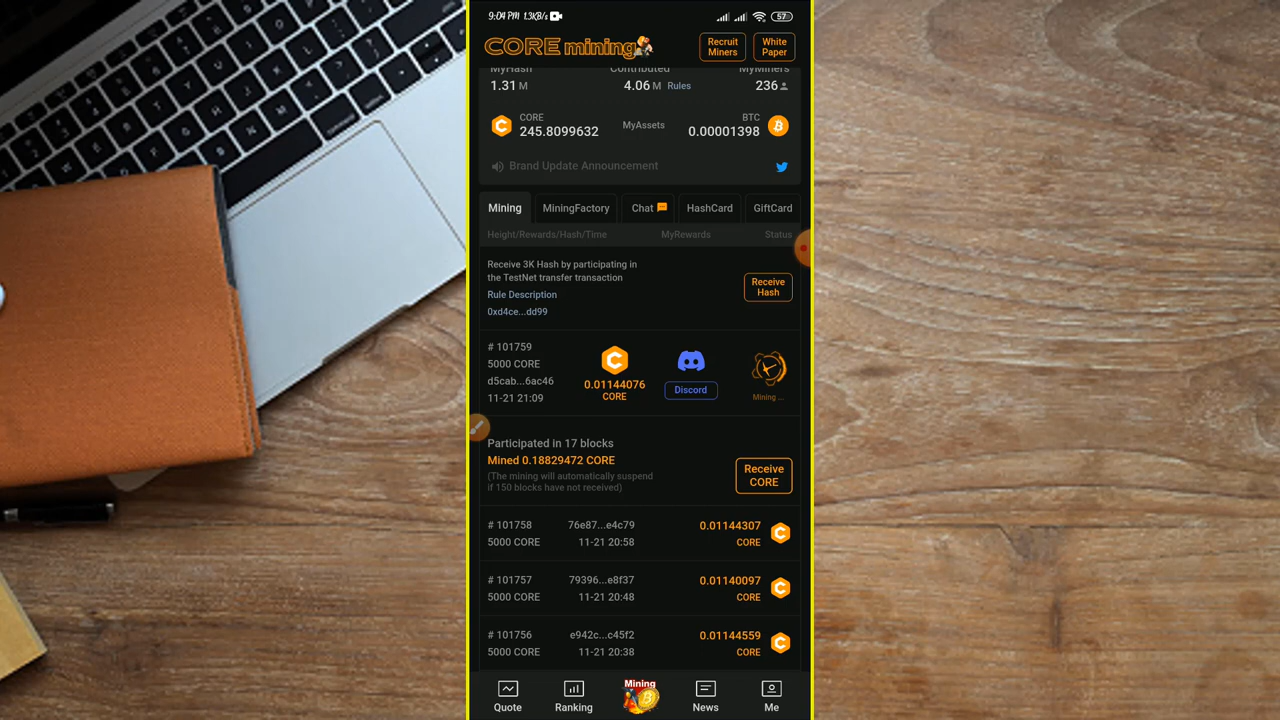 9:04 PM 1.3KB/s 57
CORE mining
Recruit Miners
White Paper
MyHash Contributed MyMiners
1.31 M 4.06 M Rules 236
CORE BTC
245.8099632 MyAssets 0.00001398
Brand Update Announcement
Mining MiningFactory Chat HashCard GiftCard
Height/Rewards/Hash/Time MyRewards Status
Receive 3K Hash by participating in
the TestNet transfer transaction
Rule Description
0xd4ce...dd99
Receive
Hash
# 101759
5000 CORE
d5cab...6ac46
11-21 21:09
0.01144076
CORE
Discord
Mining ...
Participated in 17 blocks
Mined 0.18829472 CORE
(The mining will automatically suspend
if 150 blocks have not received)
Receive
CORE
# 101758 76e87...e4c79 0.01144307
5000 CORE 11-21 20:58 CORE
# 101757 79396...e8f37 0.01140097
5000 CORE 11-21 20:48 CORE
# 101756 e942c...c45f2 0.01144559
5000 CORE 11-21 20:38 CORE
Mining
Quote Ranking News Me